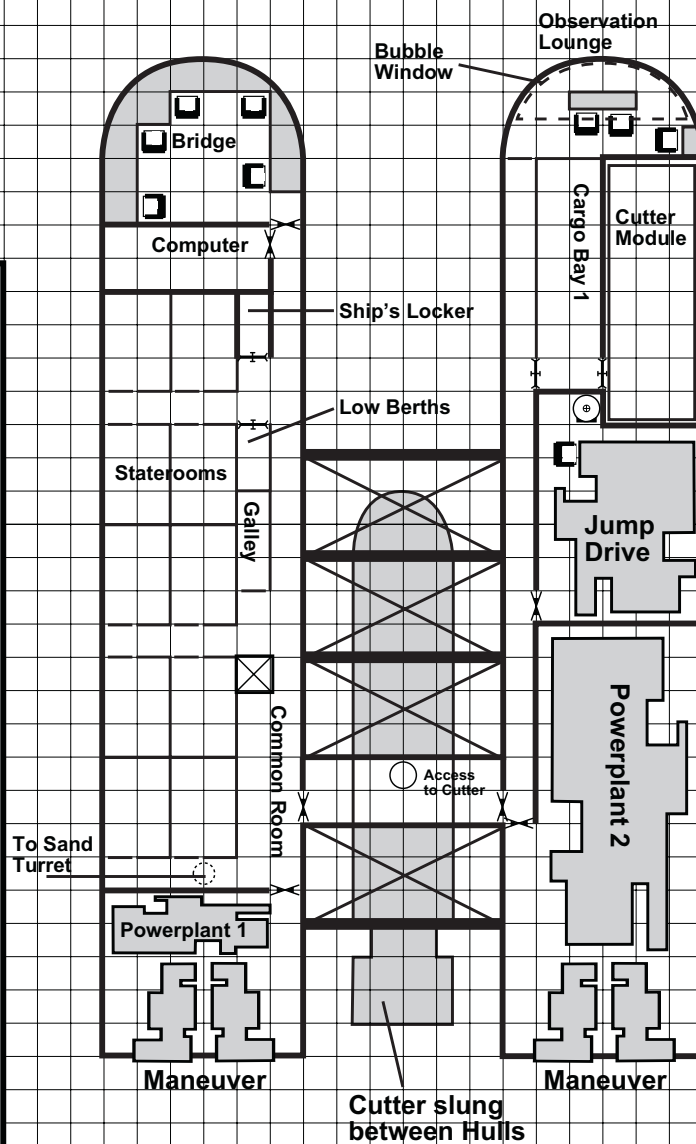 Observation
Lounge
Bubble
Window
Bridge
Computer
Cargo Bay 1
Cutter
Module
Ship's Locker
Low Berths
Staterooms
Galley
Jump
Drive
Common Room
Powerplant 2
Access
to Cutter
To Sand
Turret
Powerplant 1
Maneuver
Maneuver
Cutter slung
between Hulls